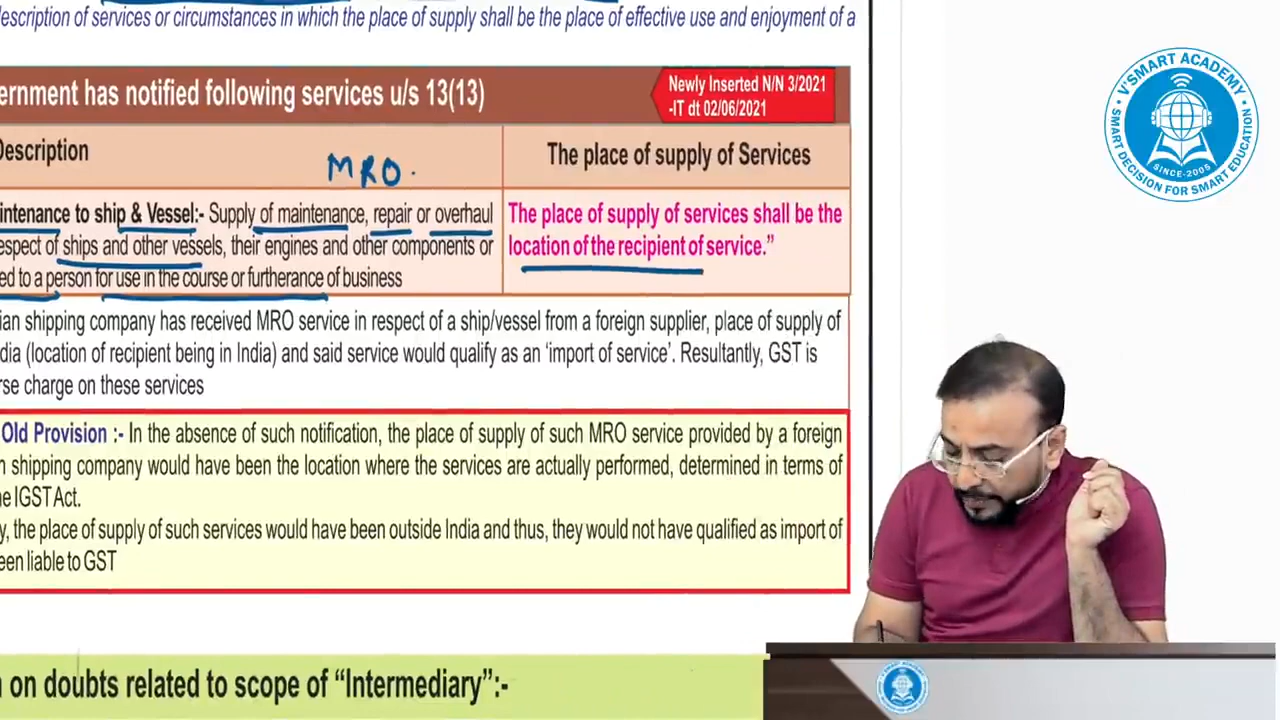 description of services or circumstances in which the place of supply shall be the place of effective use and enjoyment of a
ernment has notified following services u/s 13(13)
Newly Inserted N/N 3/2021
-IT dt 02/06/2021
Description
MRO.
The place of supply of Services
intenance to ship & Vessel:- Supply of maintenance, repair or overhaul
espect of ships and other vessels, their engines and other components or
ed to a person for use in the course or furtherance of business
The place of supply of services shall be the
location of the recipient of service.”
ian shipping company has received MRO service in respect of a ship/vessel from a foreign supplier, place of supply of
dia (location of recipient being in India) and said service would qualify as an ‘import of service’. Resultantly, GST is
rse charge on these services
Old Provision :- In the absence of such notification, the place of supply of such MRO service provided by a foreign
n shipping company would have been the location where the services are actually performed, determined in terms of
he IGST Act.
y, the place of supply of such services would have been outside India and thus, they would not have qualified as import of
een liable to GST
n on doubts related to scope of “Intermediary”:-
V'SMART ACADEMY
SMART DECISION FOR SMART EDUCATION
SINCE-2005